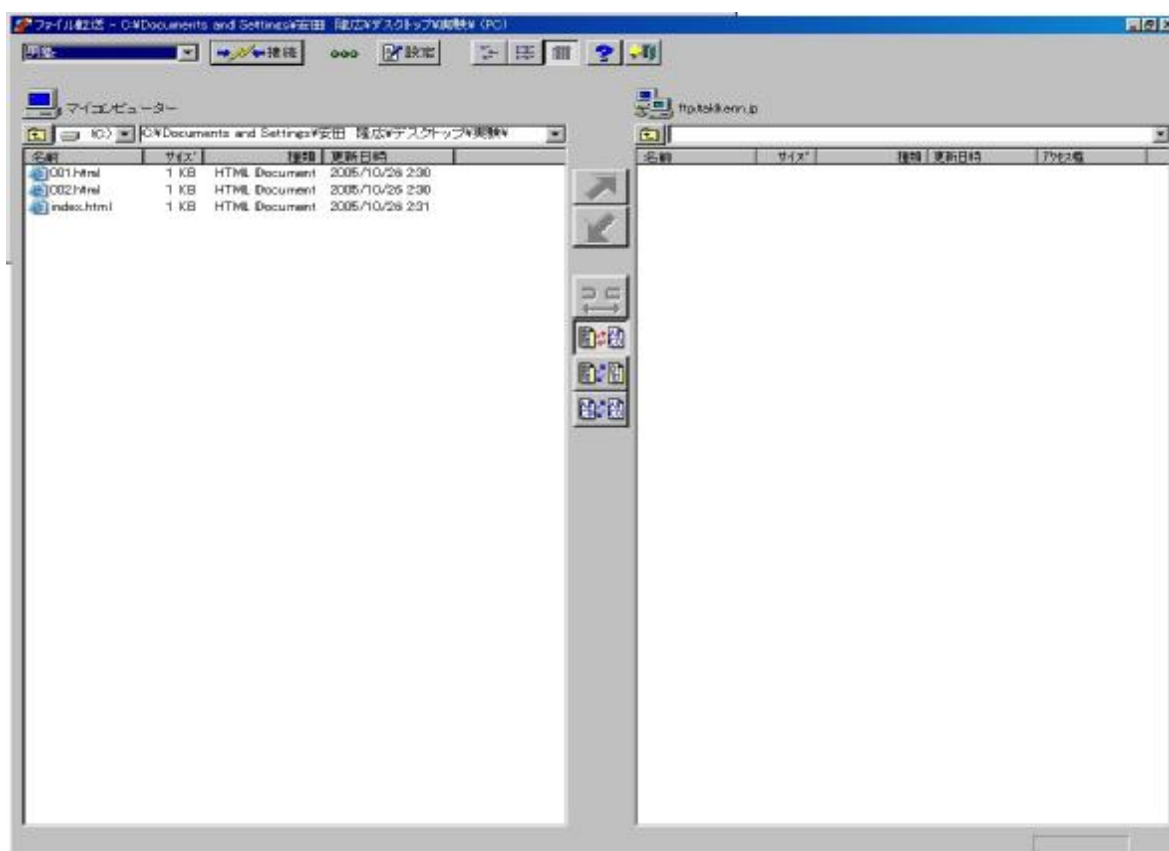 ファイル転送 - C:¥Documents and Settings¥安田 隆広¥デスクトップ¥実験¥ (PC)
接続 設定
マイコンピューター
(C:) C:¥Documents and Settings¥安田 隆広¥デスクトップ¥実験¥
名前 サイズ 種類 更新日時
001.html 1 KB HTML Document 2005/10/26 2:30
002.html 1 KB HTML Document 2005/10/26 2:30
index.html 1 KB HTML Document 2005/10/26 2:31
名前 サイズ 種類 更新日時 アクセス権